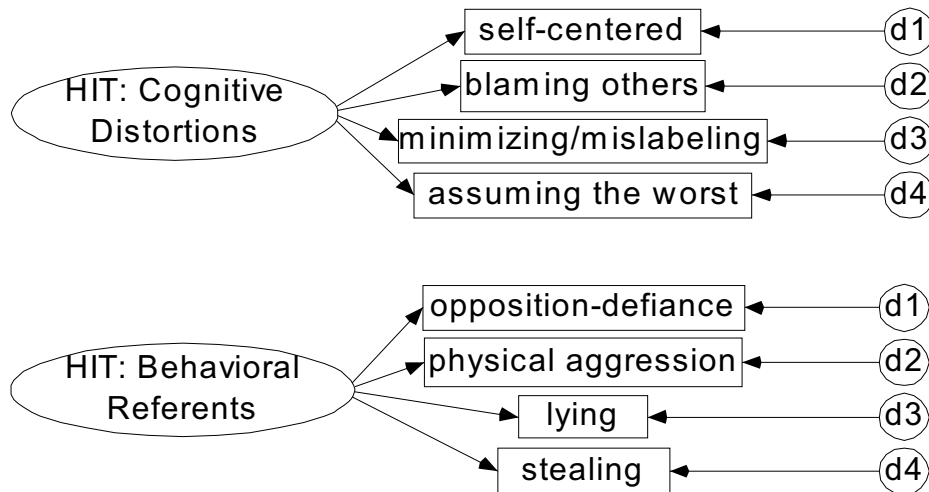 self-centered
d1
HIT: Cognitive
Distortions
blaming others
d2
minimizing/mislabeling
d3
assuming the worst
d4
opposition-defiance
d1
HIT: Behavioral
Referents
physical aggression
d2
lying
d3
stealing
d4